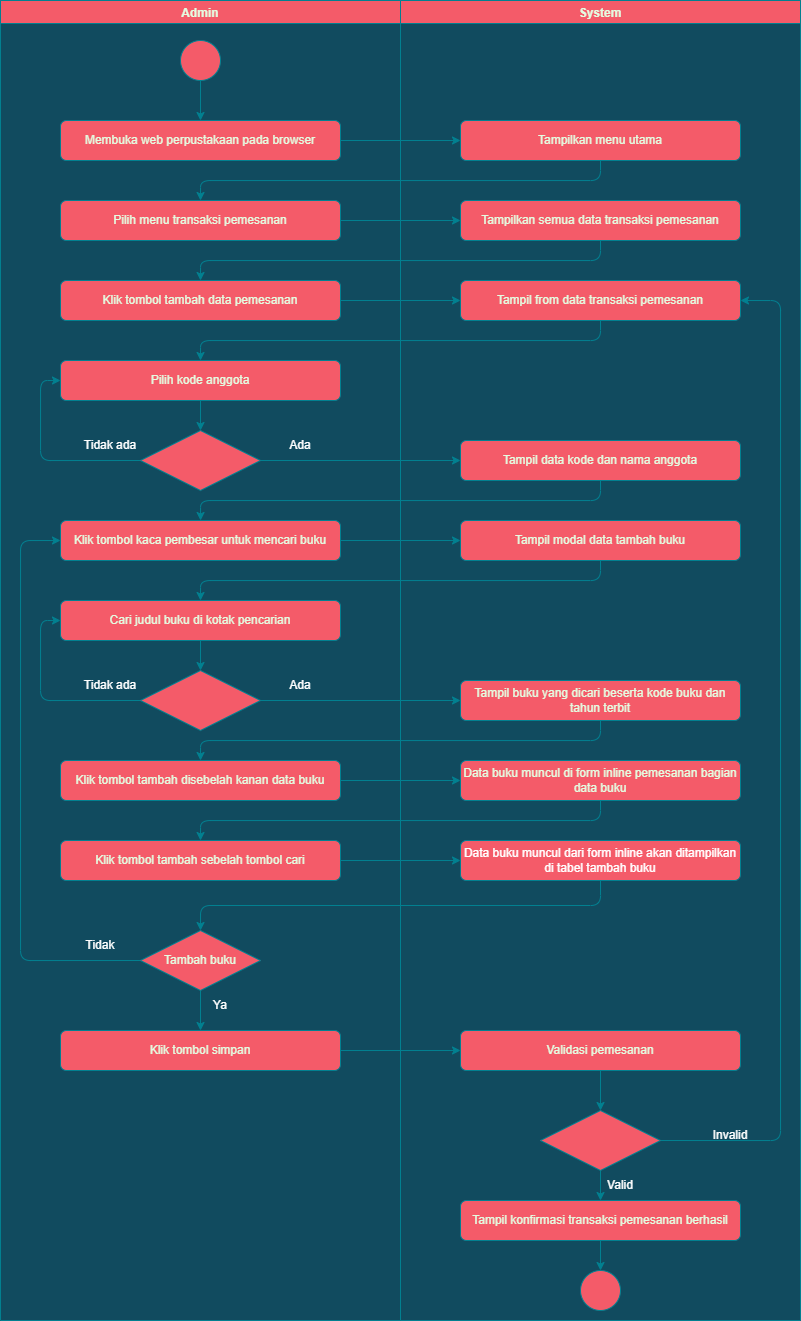 Admin
System
Membuka web perpustakaan pada browser
Tampilkan menu utama
Pilih menu transaksi pemesanan
Tampilkan semua data transaksi pemesanan
Klik tombol tambah data pemesanan
Tampil from data transaksi pemesanan
Pilih kode anggota
Tidak ada
Ada
Tampil data kode dan nama anggota
Klik tombol kaca pembesar untuk mencari buku
Tampil modal data tambah buku
Cari judul buku di kotak pencarian
Tidak ada
Ada
Tampil buku yang dicari beserta kode buku dan
tahun terbit
Klik tombol tambah disebelah kanan data buku
Data buku muncul di form inline pemesanan bagian
data buku
Klik tombol tambah sebelah tombol cari
Data buku muncul dari form inline akan ditampilkan
di tabel tambah buku
Tidak
Tambah buku
Ya
Klik tombol simpan
Validasi pemesanan
Invalid
Valid
Tampil konfirmasi transaksi pemesanan berhasil